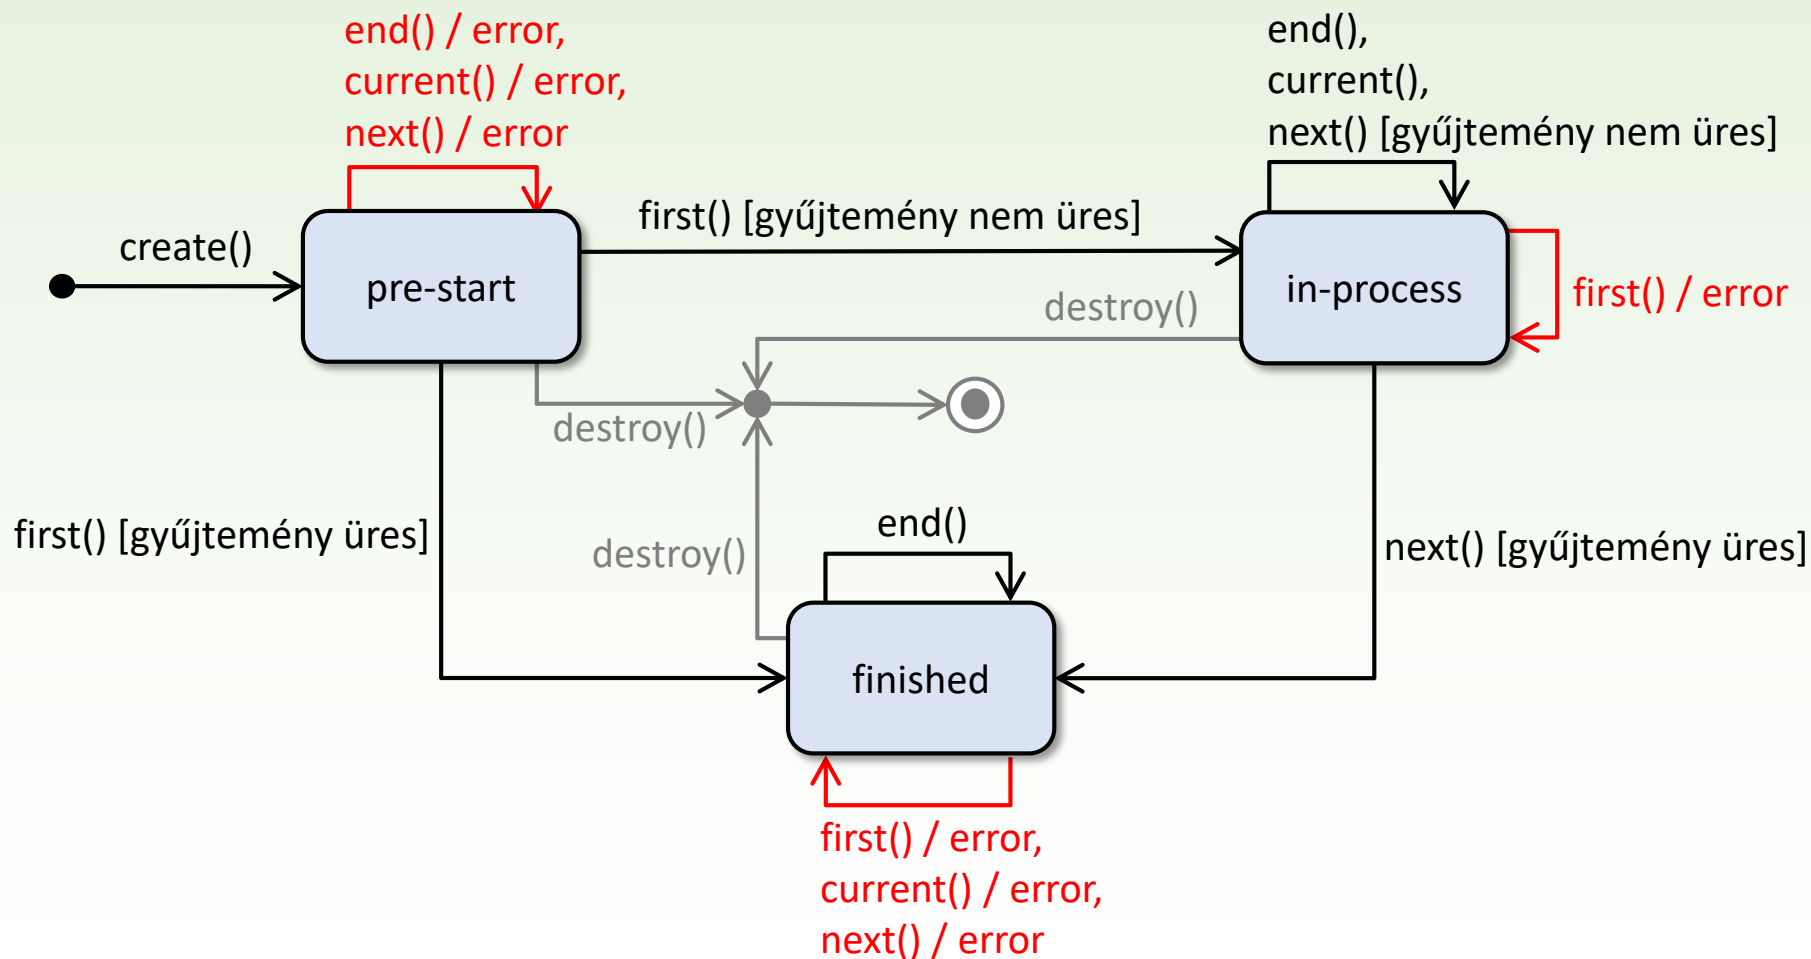 end() / error,
current() / error,
next() / error
end(),
current(),
next() [gyűjtemény nem üres]
create()
first() [gyűjtemény nem üres]
pre-start
in-process
first() / error
destroy()
destroy()
first() [gyűjtemény üres]
destroy()
end()
next() [gyűjtemény üres]
finished
first() / error,
current() / error,
next() / error